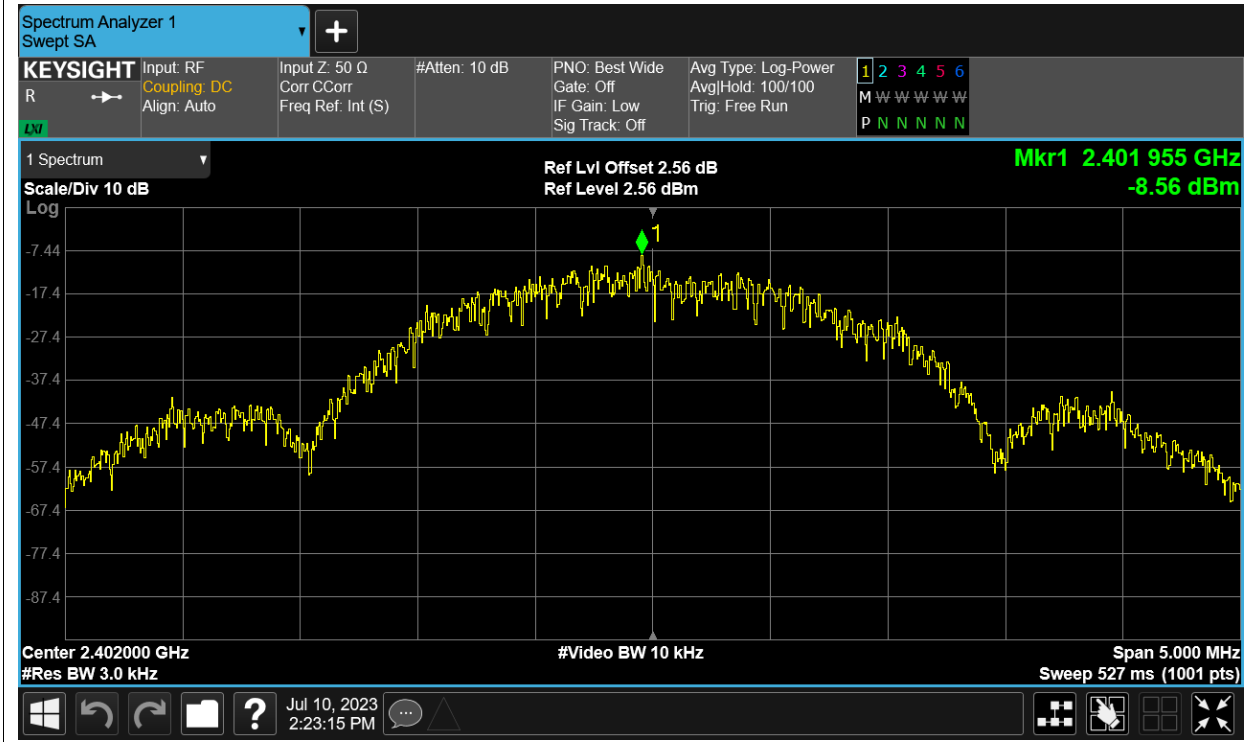 Spectrum Analyzer 1
Swept SA
KEYSIGHT
R
LXI
Input: RF
Coupling: DC
Align: Auto
Input Z: 50 Ω
Corr CCorr
Freq Ref: Int (S)
#Atten: 10 dB
PNO: Best Wide
Gate: Off
IF Gain: Low
Sig Track: Off
Avg Type: Log-Power
Avg|Hold: 100/100
Trig: Free Run
1 2 3 4 5 6
M W W W W W
P N N N N N
1 Spectrum
Scale/Div 10 dB
Log
Ref Lvl Offset 2.56 dB
Ref Level 2.56 dBm
Mkr1 2.401 955 GHz
-8.56 dBm
1
-7.44
-17.4
-27.4
-37.4
-47.4
-57.4
-67.4
-77.4
-87.4
Center 2.402000 GHz
#Res BW 3.0 kHz
#Video BW 10 kHz
Span 5.000 MHz
Sweep 527 ms (1001 pts)
?
Jul 10, 2023
2:23:15 PM